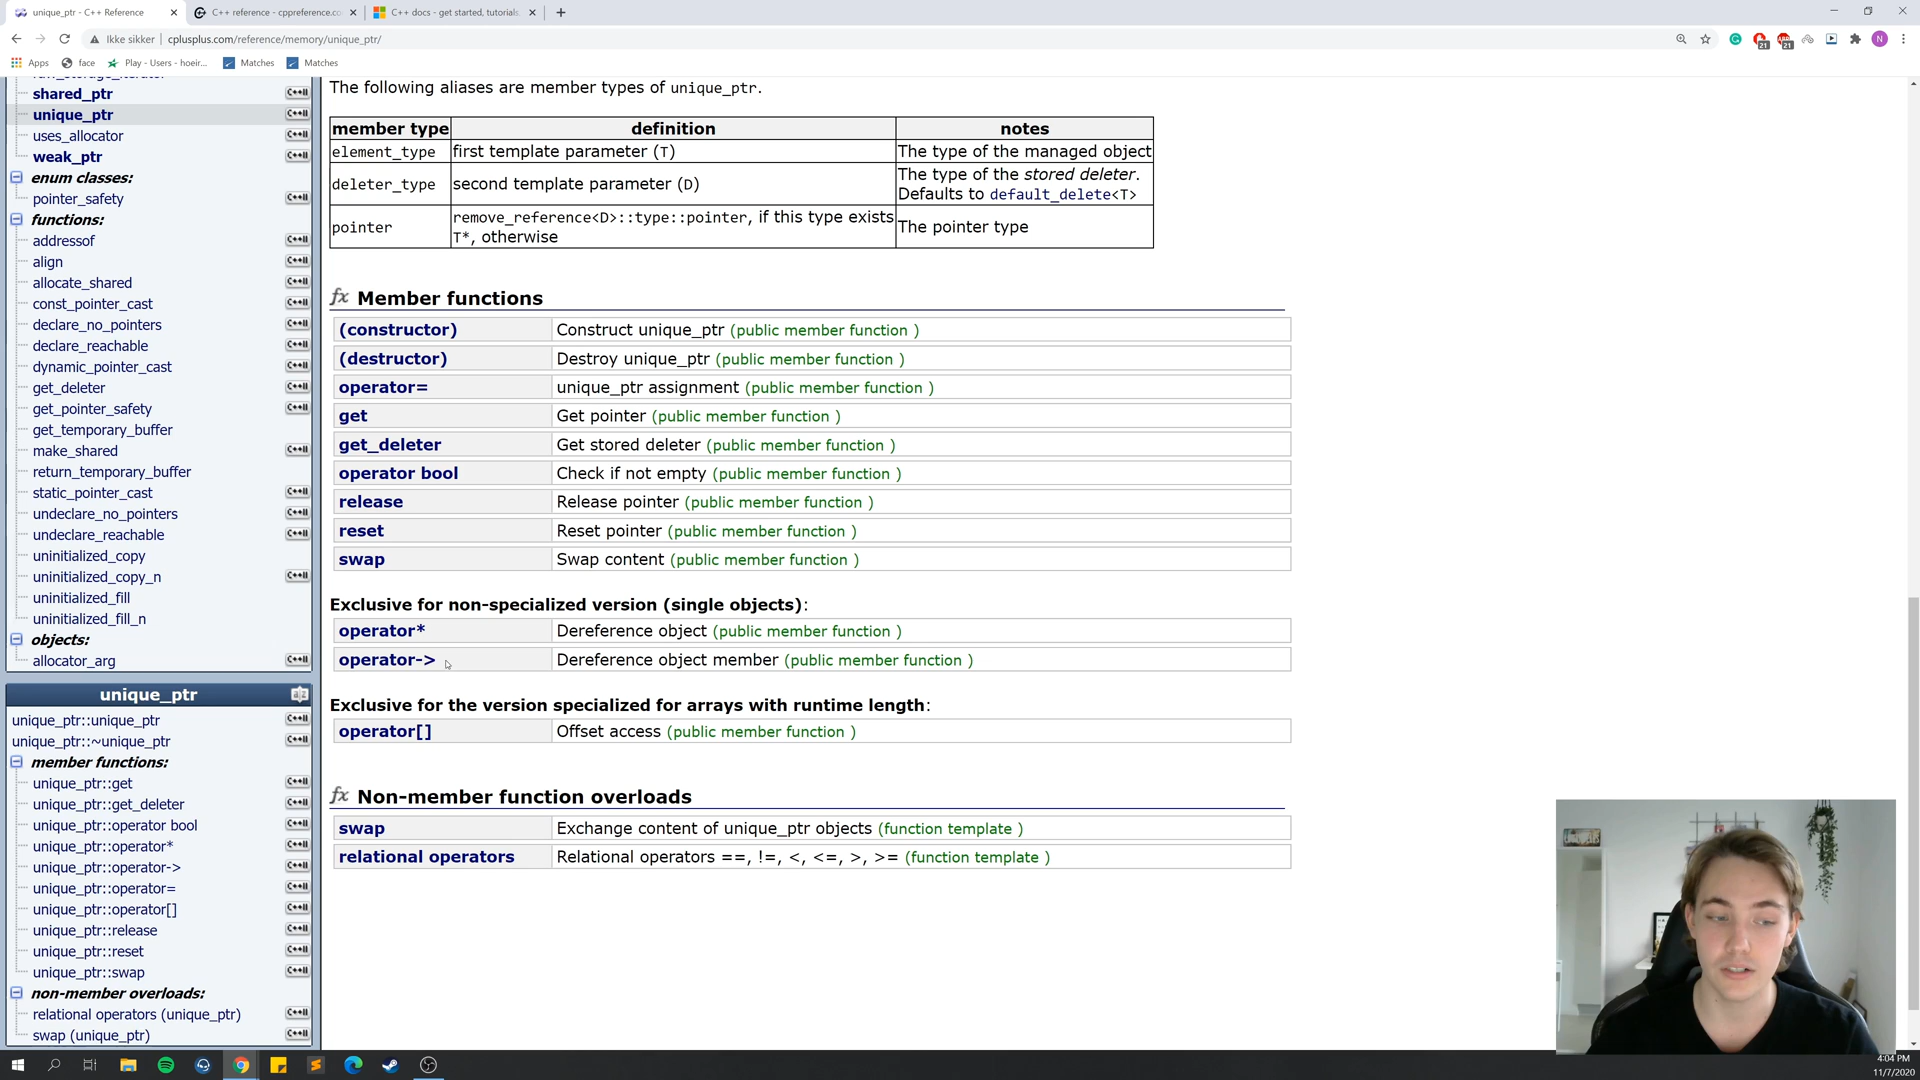 unique_ptr - C++ Reference
C++ reference - cppreference.co
C++ docs - get started, tutorials,
Ikke sikker | cplusplus.com/reference/memory/unique_ptr/
21
21
N
Apps
face
Play - Users - hoeir...
Matches
Matches
shared_ptr
unique_ptr
uses_allocator
weak_ptr
enum classes:
pointer_safety
functions:
addressof
align
allocate_shared
const_pointer_cast
declare_no_pointers
declare_reachable
dynamic_pointer_cast
get_deleter
get_pointer_safety
get_temporary_buffer
make_shared
return_temporary_buffer
static_pointer_cast
undeclare_no_pointers
undeclare_reachable
uninitialized_copy
uninitialized_copy_n
uninitialized_fill
uninitialized_fill_n
objects:
allocator_arg
unique_ptr
unique_ptr::unique_ptr
unique_ptr::~unique_ptr
member functions:
unique_ptr::get
unique_ptr::get_deleter
unique_ptr::operator bool
unique_ptr::operator*
unique_ptr::operator->
unique_ptr::operator=
unique_ptr::operator[]
unique_ptr::release
unique_ptr::reset
unique_ptr::swap
non-member overloads:
relational operators (unique_ptr)
swap (unique_ptr)
The following aliases are member types of unique_ptr.
member type definition notes
element_type first template parameter (T) The type of the managed object
deleter_type second template parameter (D) The type of the stored deleter.
Defaults to default_delete<T>
pointer remove_reference<D>::type::pointer, if this type exists
T*, otherwise The pointer type
fx Member functions
(constructor) Construct unique_ptr (public member function )
(destructor) Destroy unique_ptr (public member function )
operator= unique_ptr assignment (public member function )
get Get pointer (public member function )
get_deleter Get stored deleter (public member function )
operator bool Check if not empty (public member function )
release Release pointer (public member function )
reset Reset pointer (public member function )
swap Swap content (public member function )
Exclusive for non-specialized version (single objects):
operator* Dereference object (public member function )
operator-> Dereference object member (public member function )
Exclusive for the version specialized for arrays with runtime length:
operator[] Offset access (public member function )
fx Non-member function overloads
swap Exchange content of unique_ptr objects (function template )
relational operators Relational operators ==, !=, <, <=, >, >= (function template )
4:04 PM
11/7/2020